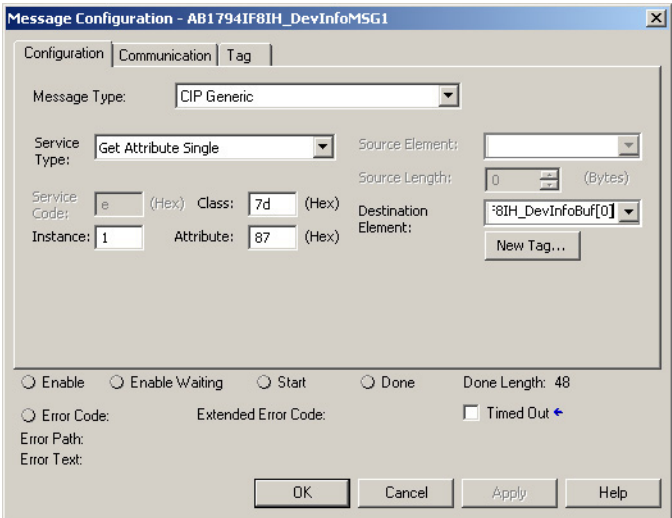 Message Configuration - AB1794IF8IH_DevInfoMSG1
Configuration Communication Tag
Message Type: CIP Generic
Service Type: Get Attribute Single
Source Element:
Source Length: 0 (Bytes)
Service Code: e (Hex) Class: 7d (Hex)
Destination Element: F8IH_DevInfoBuf[0]
Instance: 1 Attribute: 87 (Hex)
New Tag...
Enable Enable Waiting Start Done Done Length: 48
Error Code: Extended Error Code: Timed Out
Error Path:
Error Text:
OK Cancel Apply Help